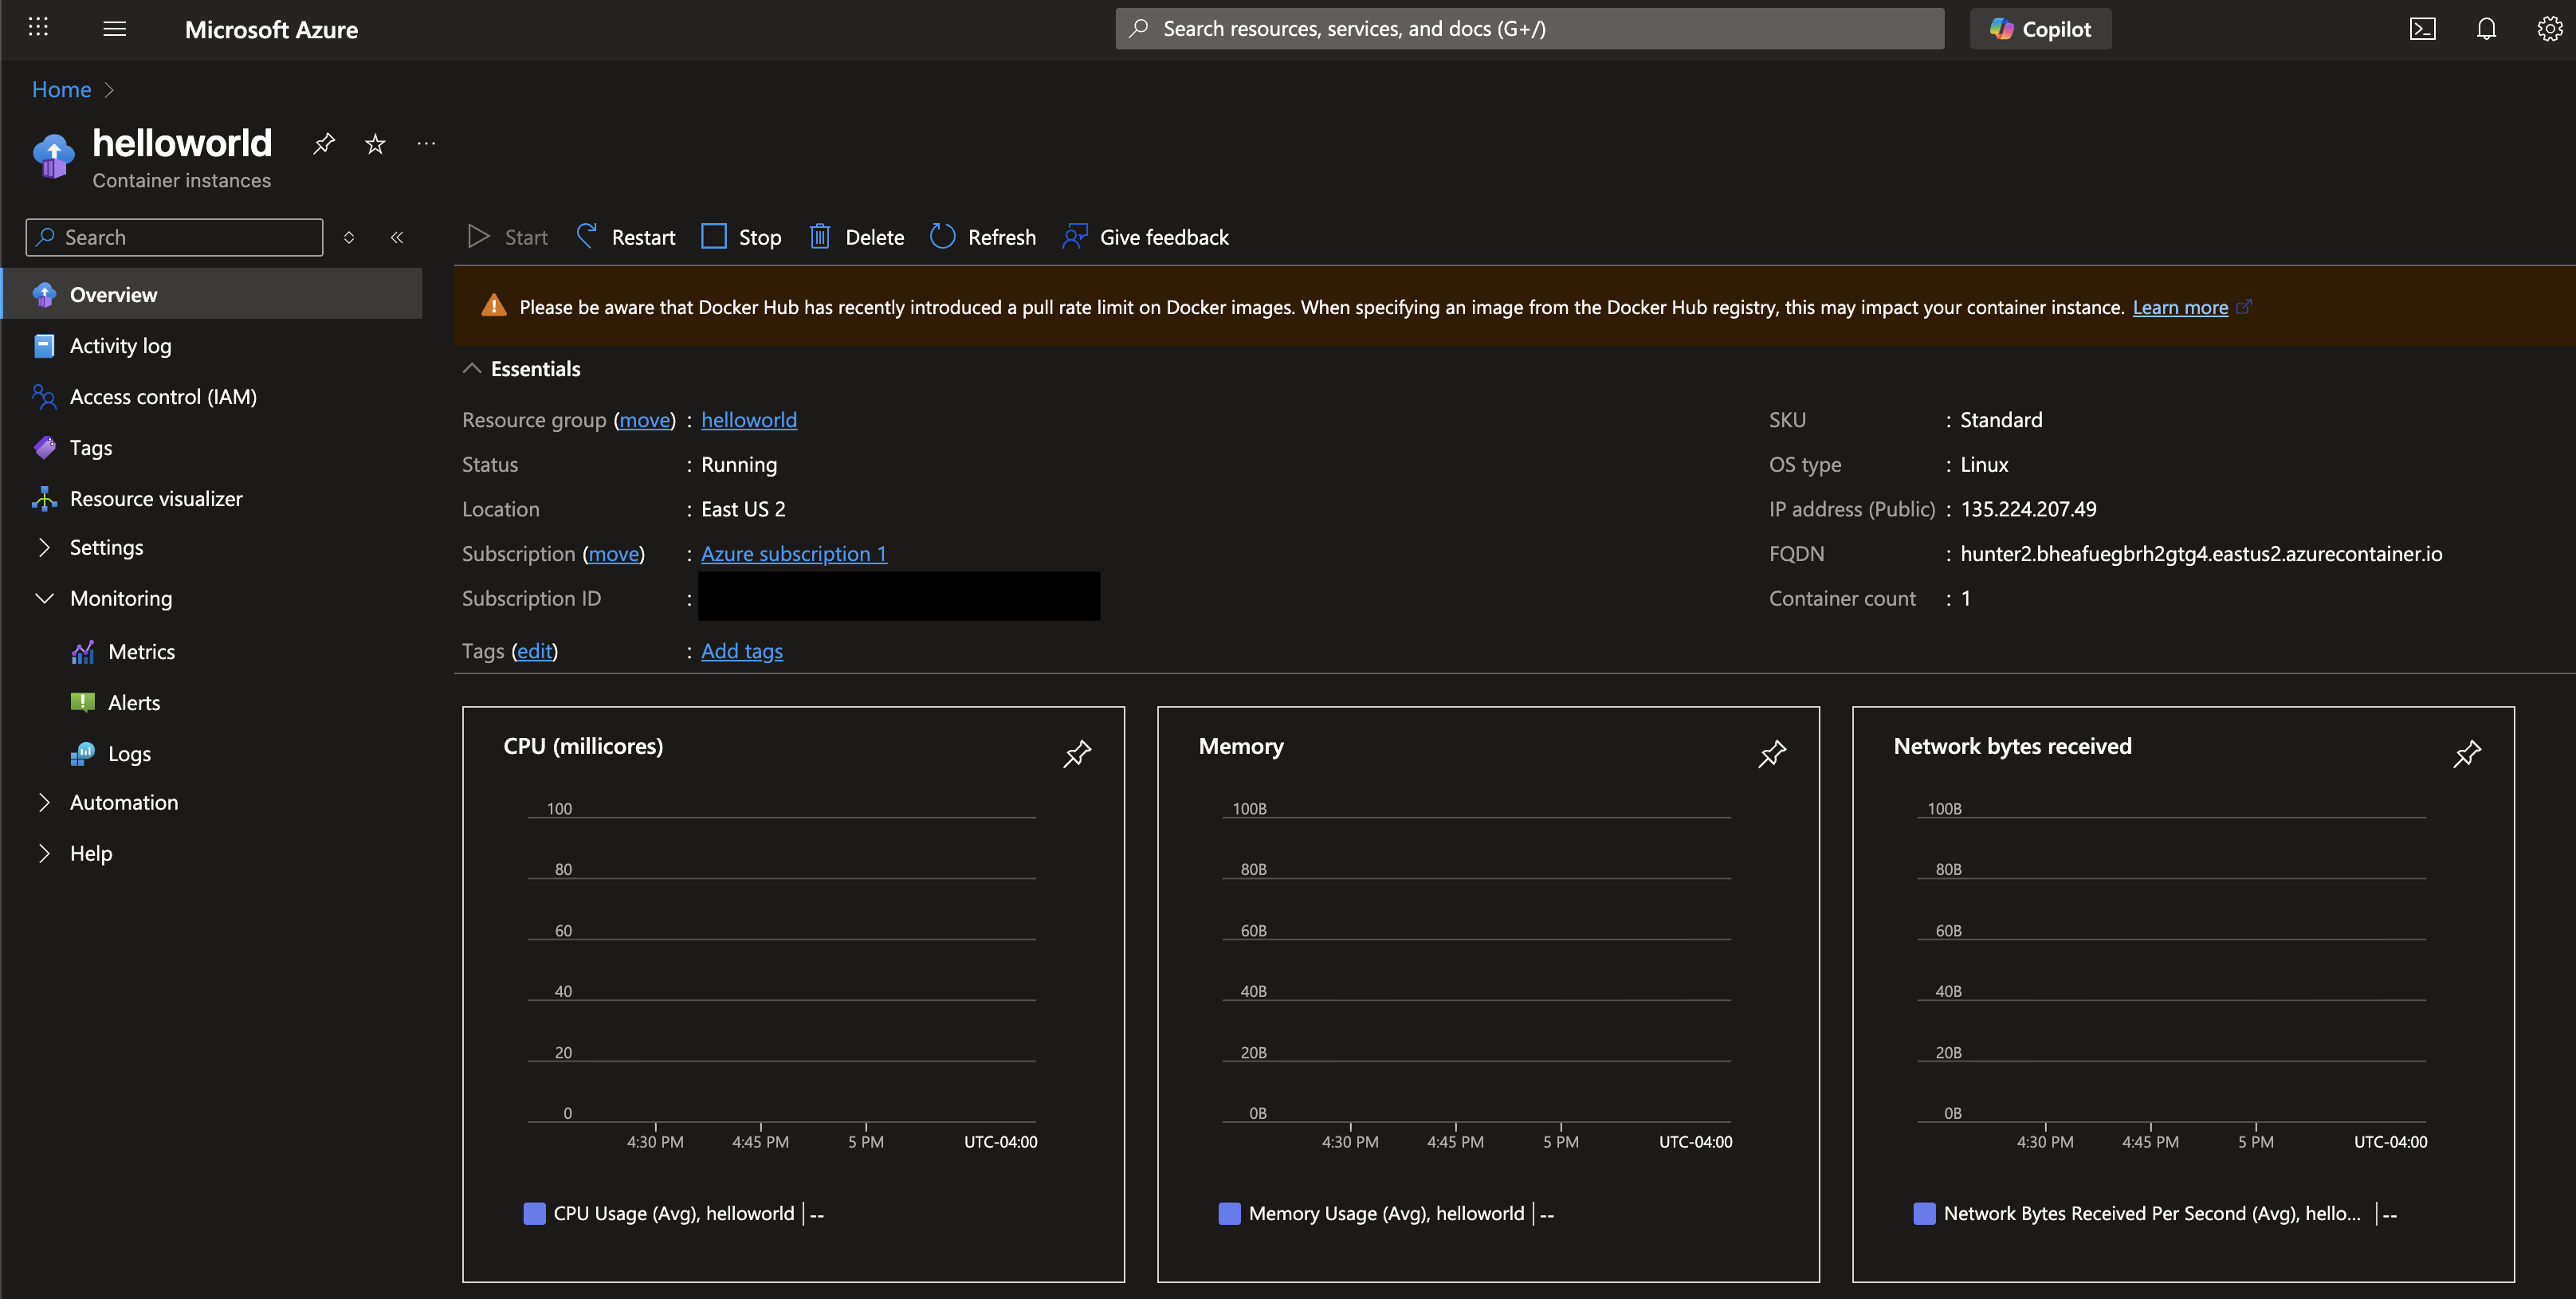 Microsoft Azure
Search resources, services, and docs (G+/)
Copilot
Home
helloworld
Container instances
Search
Start
Restart
Stop
Delete
Refresh
Give feedback
Overview
Activity log
Access control (IAM)
Tags
Resource visualizer
Settings
Monitoring
Metrics
Alerts
Logs
Automation
Help
Please be aware that Docker Hub has recently introduced a pull rate limit on Docker images. When specifying an image from the Docker Hub registry, this may impact your container instance. Learn more
Essentials
Resource group (move) : helloworld
Status : Running
Location : East US 2
Subscription (move) : Azure subscription 1
Subscription ID :
Tags (edit) : Add tags
SKU : Standard
OS type : Linux
IP address (Public) : 135.224.207.49
FQDN : hunter2.bheafuegbrh2gtg4.eastus2.azurecontainer.io
Container count : 1
CPU (millicores)
100
80
60
40
20
0
4:30 PM 4:45 PM 5 PM UTC-04:00
CPU Usage (Avg), helloworld | --
Memory
100B
80B
60B
40B
20B
0B
4:30 PM 4:45 PM 5 PM UTC-04:00
Memory Usage (Avg), helloworld | --
Network bytes received
100B
80B
60B
40B
20B
0B
4:30 PM 4:45 PM 5 PM UTC-04:00
Network Bytes Received Per Second (Avg), hello... | --